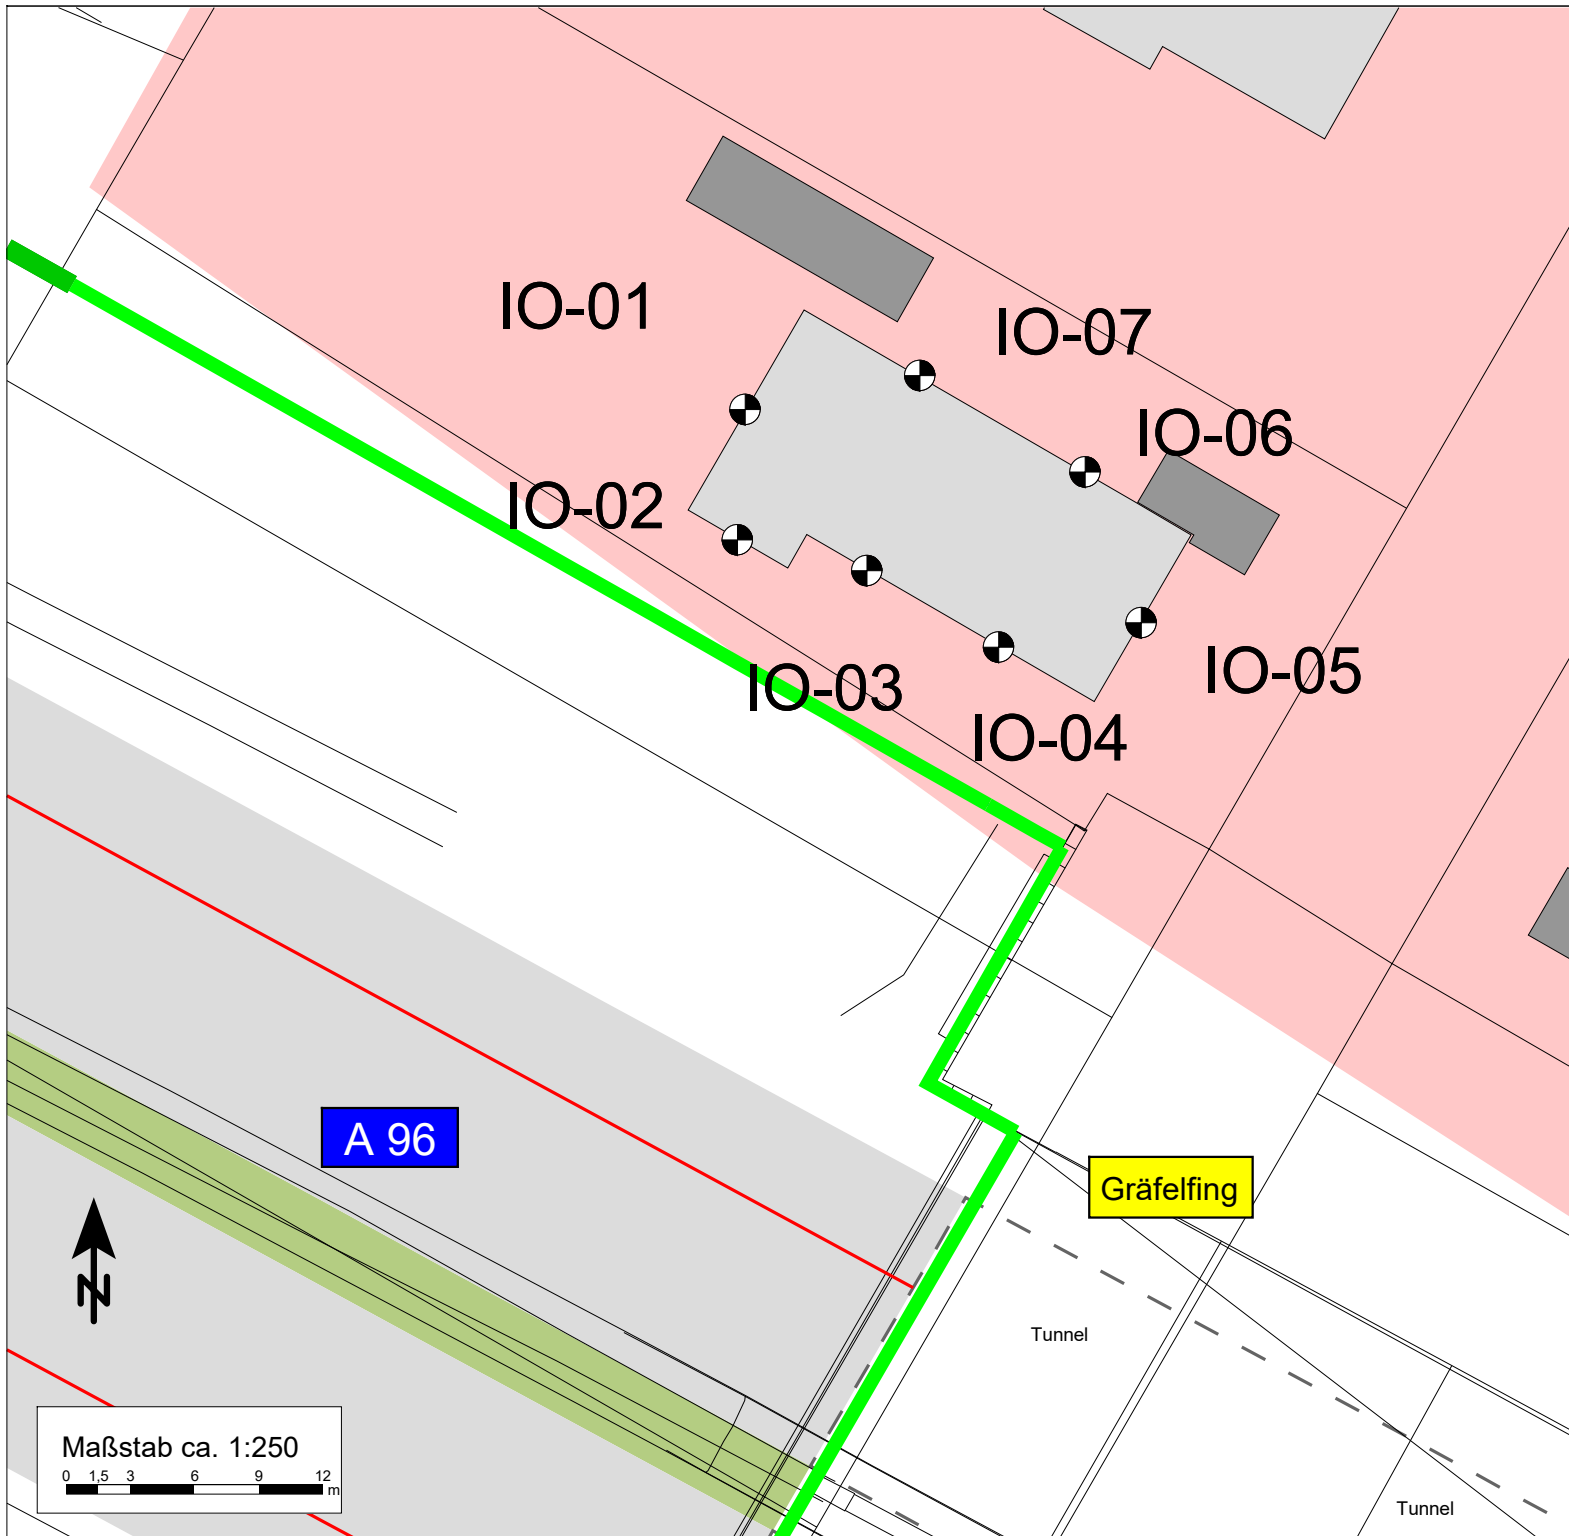 IO-01
IO-07
IO-06
IO-02
IO-05
IO-03
IO-04
A 96
Gräfelfing
N
Tunnel
Maßstab ca. 1:250
0 1,5 3 6 9 12
m
Tunnel